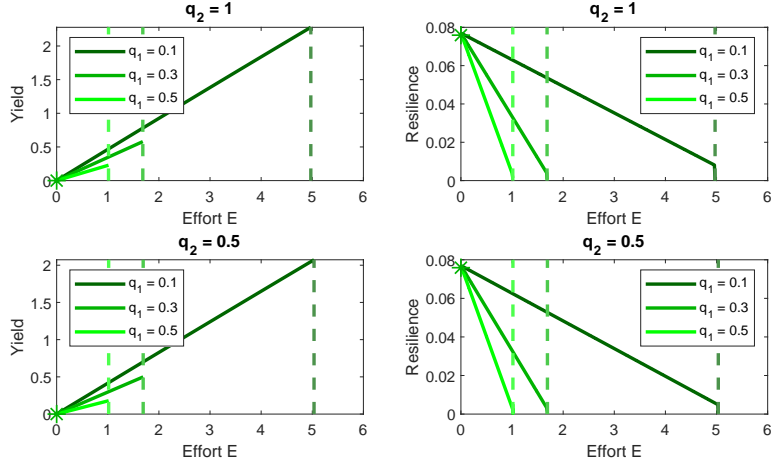 q2 = 1
2
1.5
1
0.5
0
Yield
q1 = 0.1
q1 = 0.3
q1 = 0.5
0 1 2 3 4 5 6
Effort E
q2 = 1
0.08
0.06
0.04
0.02
0
Resilience
q1 = 0.1
q1 = 0.3
q1 = 0.5
0 1 2 3 4 5 6
Effort E
q2 = 0.5
2
1.5
1
0.5
0
Yield
q1 = 0.1
q1 = 0.3
q1 = 0.5
0 1 2 3 4 5 6
Effort E
q2 = 0.5
0.08
0.06
0.04
0.02
0
Resilience
q1 = 0.1
q1 = 0.3
q1 = 0.5
0 1 2 3 4 5 6
Effort E